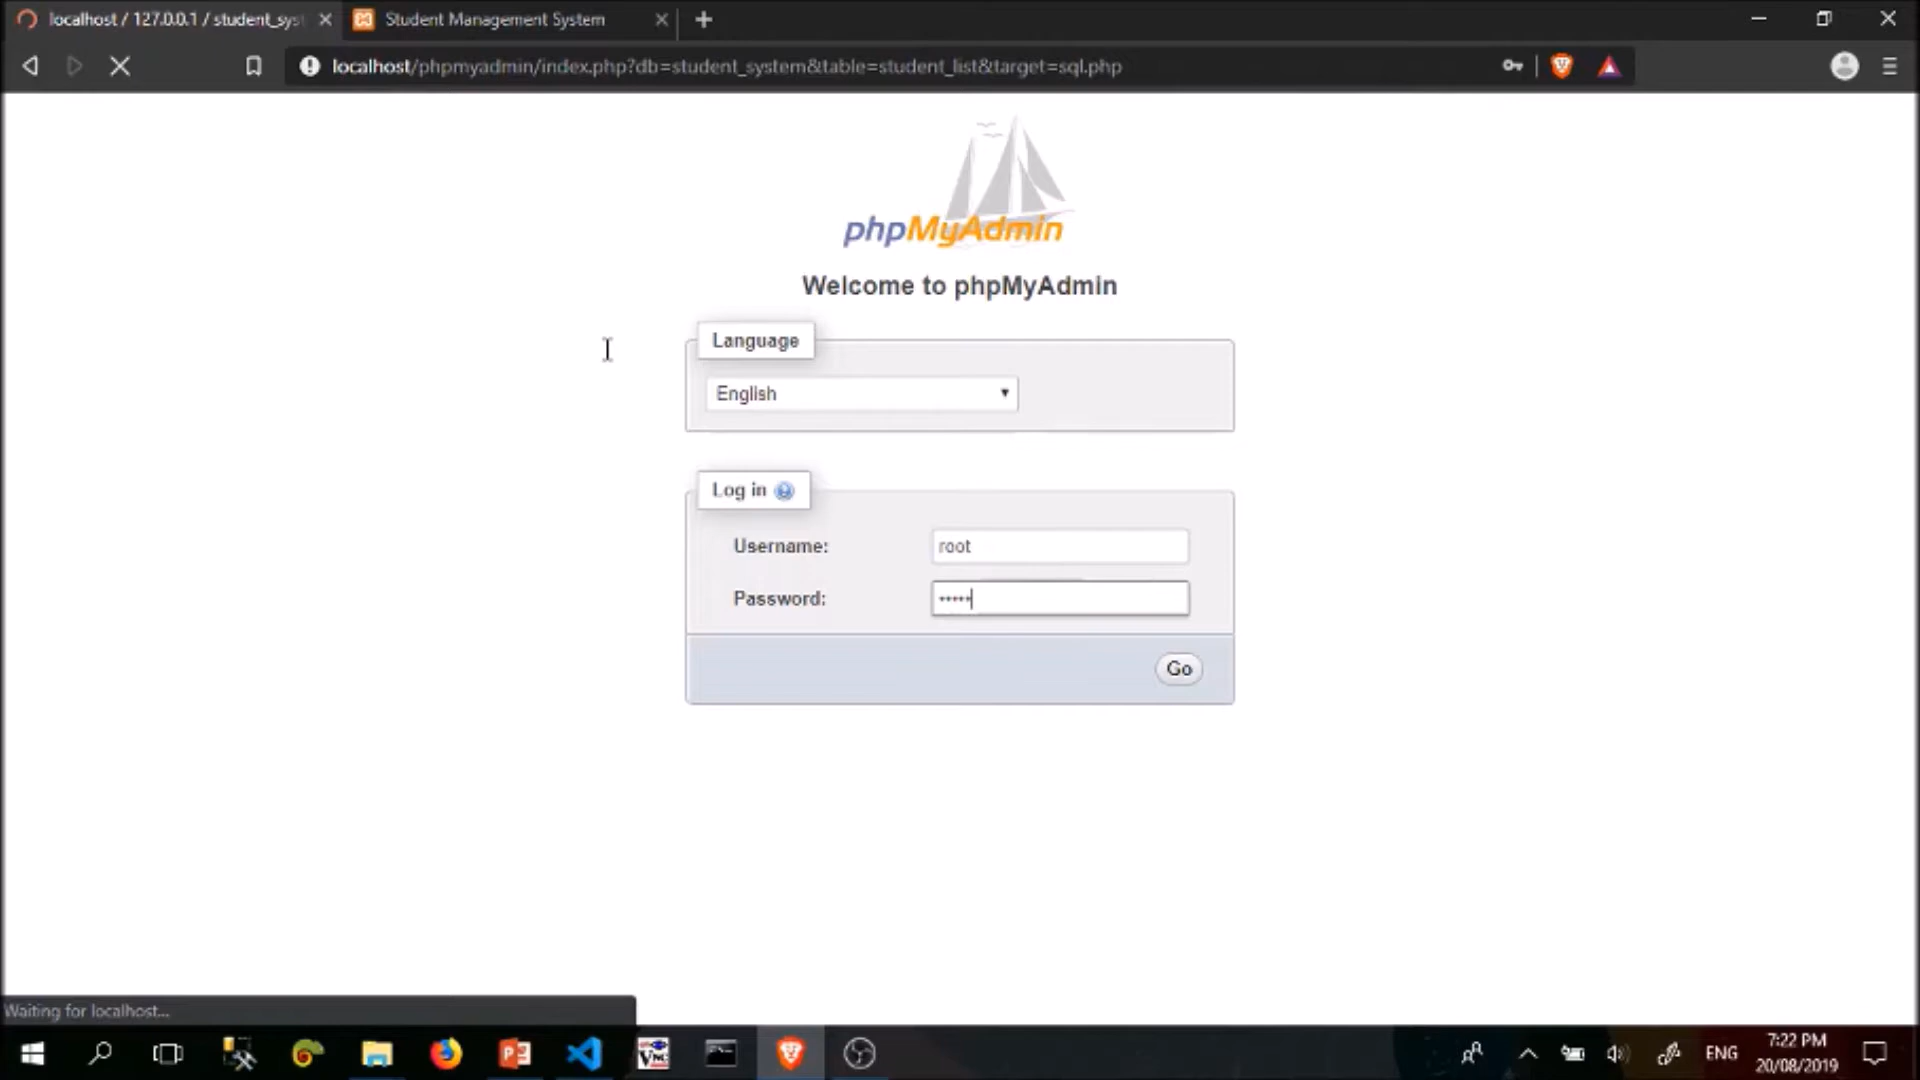 localhost / 127.0.0.1 / student_syst
Student Management System
localhost/phpmyadmin/index.php?db=student_system&table=student_list&target=sql.php
phpMyAdmin
Welcome to phpMyAdmin
Language
English
Log in
Username:
root
Password:
•••••
Go
Waiting for localhost...
ENG
7:22 PM
20/08/2019